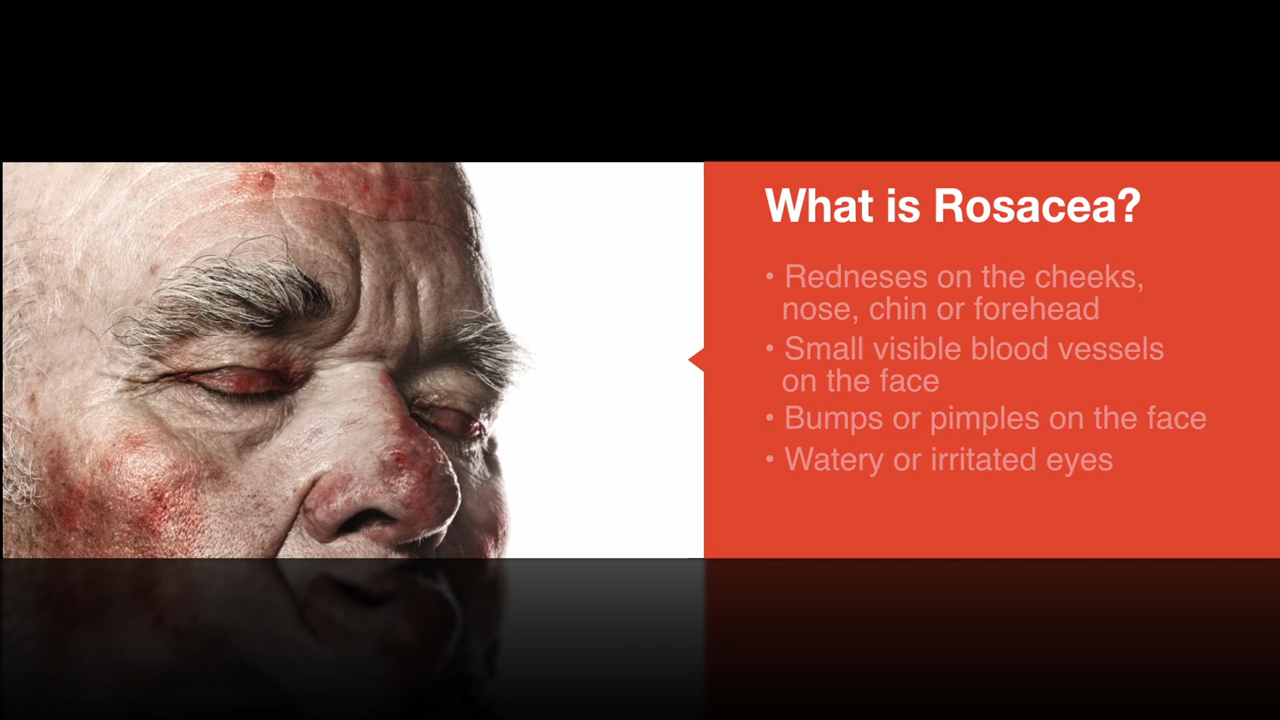 What is Rosacea?
• Redneses on the cheeks,
nose, chin or forehead
• Small visible blood vessels
on the face
• Bumps or pimples on the face
• Watery or irritated eyes